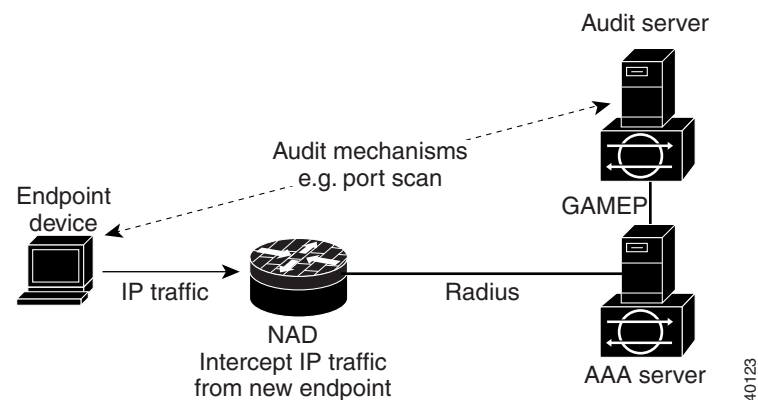 Audit server
Audit mechanisms
e.g. port scan
Endpoint
device
GAMEP
IP traffic
Radius
NAD
Intercept IP traffic
from new endpoint
AAA server
40123